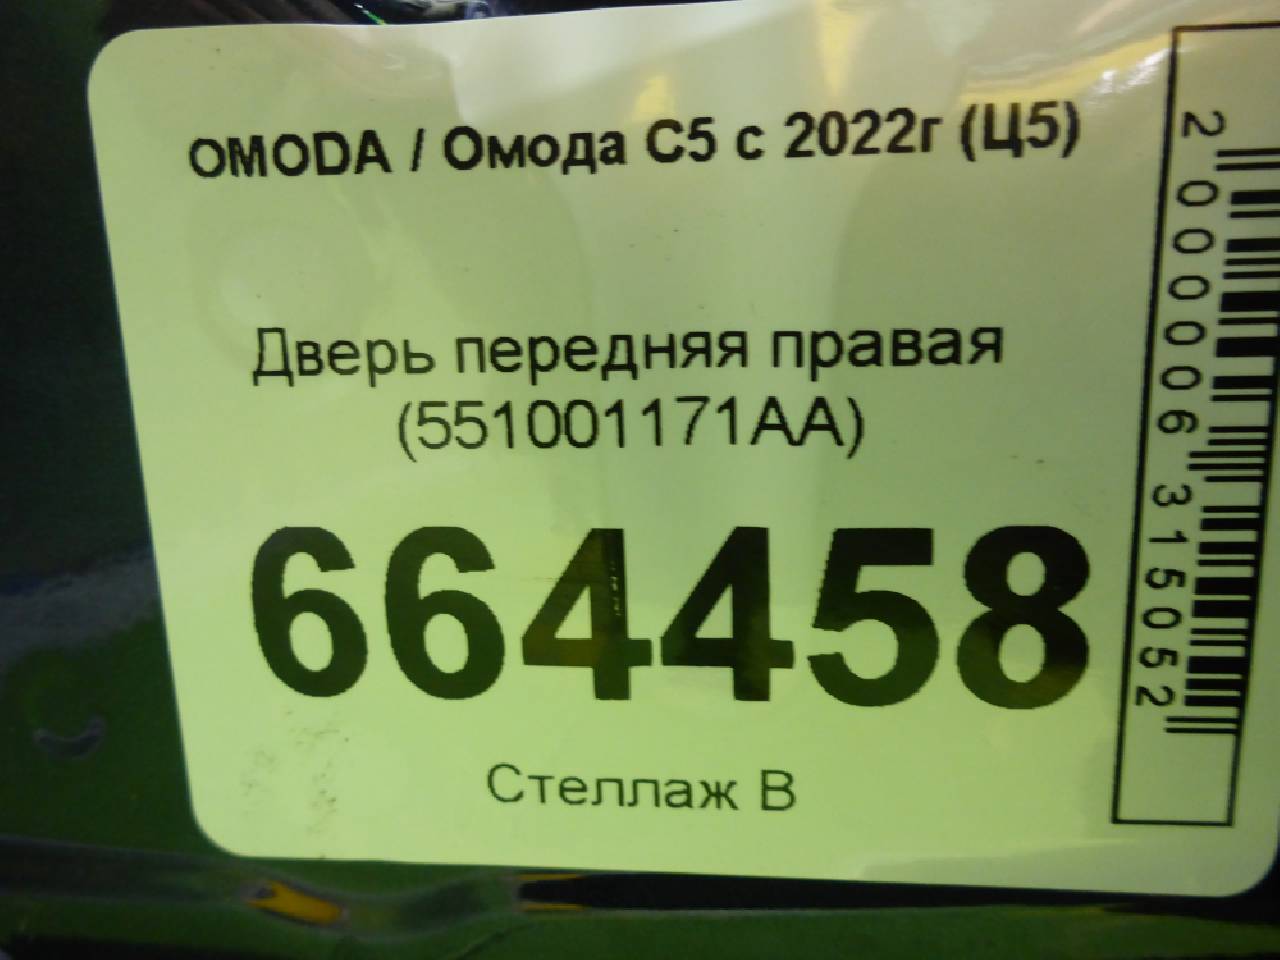 OMODA / Омода C5 с 2022г (Ц5)
Дверь передняя правая
(551001171AA)
664458
Стеллаж В
2000006315052